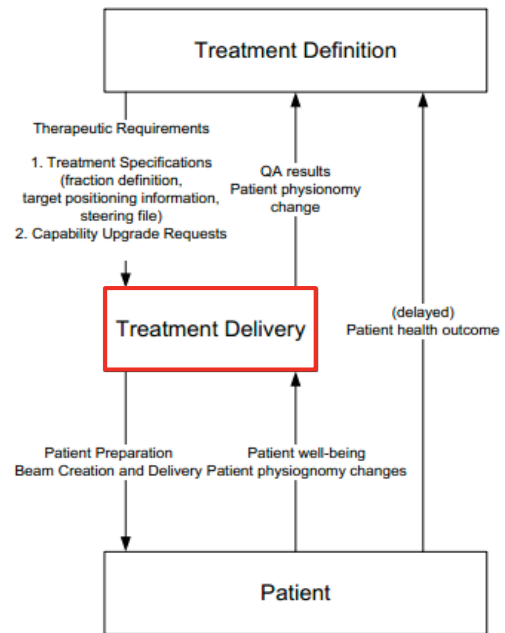 Treatment Definition
Therapeutic Requirements
1. Treatment Specifications
(fraction definition,
target positioning information,
steering file)
2. Capability Upgrade Requests
QA results
Patient physionomy
change
(delayed)
Patient health outcome
Treatment Delivery
Patient Preparation
Beam Creation and Delivery
Patient well-being
Patient physiognomy changes
Patient